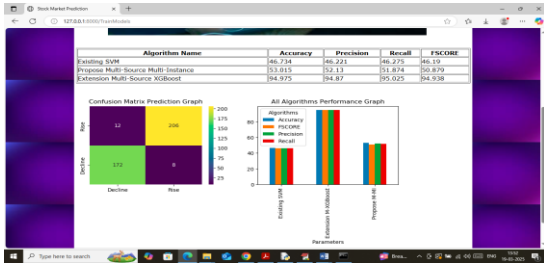 Stock Market Prediction
127.0.0.1:8000/TrainModels
Algorithm Name Accuracy Precision Recall FSCORE
Existing SVM 46.734 46.221 46.275 46.19
Propose Multi-Source Multi-Instance 53.015 52.13 51.874 50.879
Extension Multi-Source XGBoost 94.975 94.87 95.025 94.938
Confusion Matrix Prediction Graph
Rise
Decline
12 206
172 8
Decline Rise
200
175
150
125
100
75
50
25
All Algorithms Performance Graph
Algorithms
Accuracy
FSCORE
Precision
Recall
80
60
40
20
0
Existing SVM
Extension M-XGBoost
Propose M-MI
Parameters
Type here to search
ENG